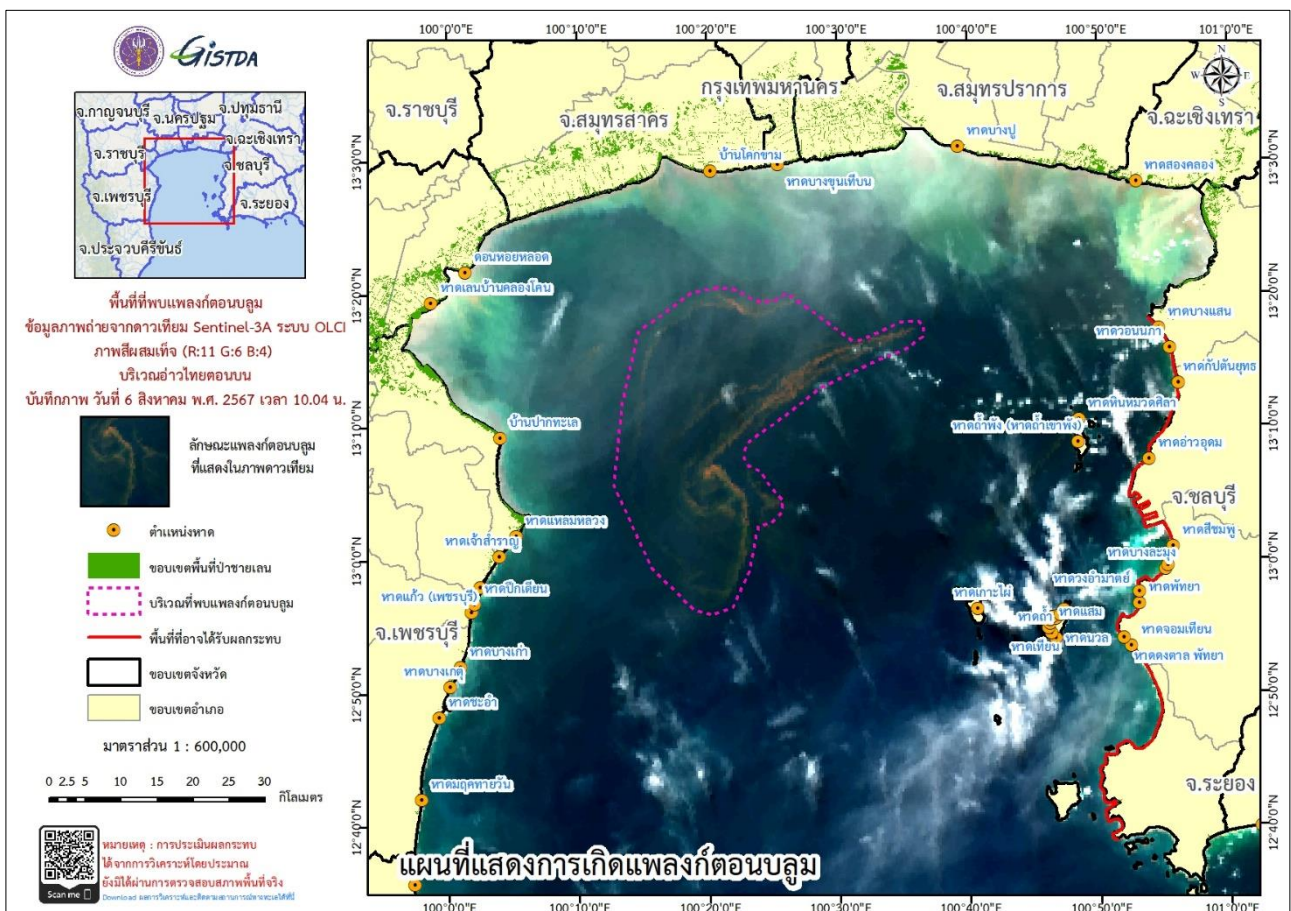 GISTDA
จ.กาญจนบุรี
จ.นครปฐม
จ.ปทุมธานี
จ.ราชบุรี
จ.ฉะเชิงเทรา
จ.ชลบุรี
จ.เพชรบุรี
จ.ระยอง
จ.ประจวบคีรีขันธ์
พื้นที่ที่พบแพลงก์ตอนบลูม
ข้อมูลภาพถ่ายจากดาวเทียม Sentinel-3A ระบบ OLCI
ภาพสีผสมเท็จ (R:11 G:6 B:4)
บริเวณอ่าวไทยตอนบน
บันทึกภาพ วันที่ 6 สิงหาคม พ.ศ. 2567 เวลา 10.04 น.
ลักษณะแพลงก์ตอนบลูม
ที่แสดงในภาพดาวเทียม
ตำแหน่งหาด
ขอบเขตพื้นที่ป่าชายเลน
บริเวณที่พบแพลงก์ตอนบลูม
พื้นที่ที่อาจได้รับผลกระทบ
ขอบเขตจังหวัด
ขอบเขตอำเภอ
มาตราส่วน 1 : 600,000
0 2.5 5 10 15 20 25 30
กิโลเมตร
Scan me
หมายเหตุ : การประเมินผลกระทบ
ได้จากการวิเคราะห์โดยประมาณ
ยังมิได้ผ่านการตรวจสอบสภาพพื้นที่จริง
100°0'0"E 100°10'0"E 100°20'0"E 100°30'0"E 100°40'0"E 100°50'0"E 101°0'0"E
N
W E
S
จ.ราชบุรี
จ.สมุทรสาคร
กรุงเทพมหานคร
จ.สมุทรปราการ
จ.ฉะเชิงเทรา
หาดบางปู
บ้านโคกขาม
หาดบางขุนเทียน
หาดสองคลอง
13°30'0"N
13°30'0"N
ดอนหอยหลอด
หาดเลนบ้านคลองโคน
13°20'0"N
13°20'0"N
หาดบางแสน
หาดวอนนภา
หาดกัปตันยุทธ
หาดหินหมวดศิลา
หาดถ้ำพัง (หาดถ้ำเขาพัง)
หาดอ่าวอุดม
บ้านปากทะเล
13°10'0"N
13°10'0"N
จ.ชลบุรี
หาดแหลมหลวง
หาดเจ้าสำราญ
หาดสีชมพู
หาดบางละมุง
13°0'0"N
13°0'0"N
หาดวงอำมาตย์
หาดปึกเตียน
หาดพัทยา
หาดแก้ว (เพชรบุรี)
หาดเกาะไผ่
หาดถ้ำ
หาดแสม
จ.เพชรบุรี
หาดเทียน
หาดนวล
หาดจอมเทียน
หาดดงตาล พัทยา
หาดบางเก่า
หาดบางเกตุ
12°50'0"N
12°50'0"N
หาดชะอำ
หาดมฤคทายวัน
จ.ระยอง
12°40'0"N
12°40'0"N
แผนที่แสดงการเกิดแพลงก์ตอนบลูม
100°0'0"E 100°10'0"E 100°20'0"E 100°30'0"E 100°40'0"E 100°50'0"E 101°0'0"E